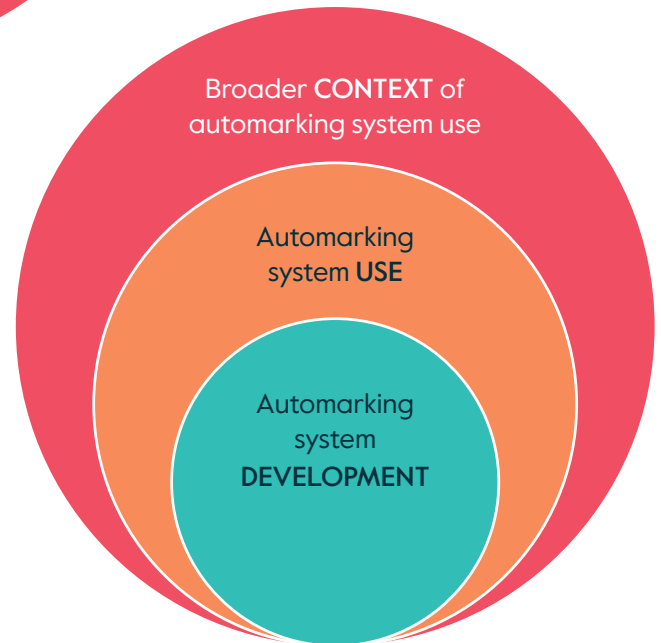 Broader CONTEXT of
automarking system use
Automarking
system USE
Automarking
system
DEVELOPMENT